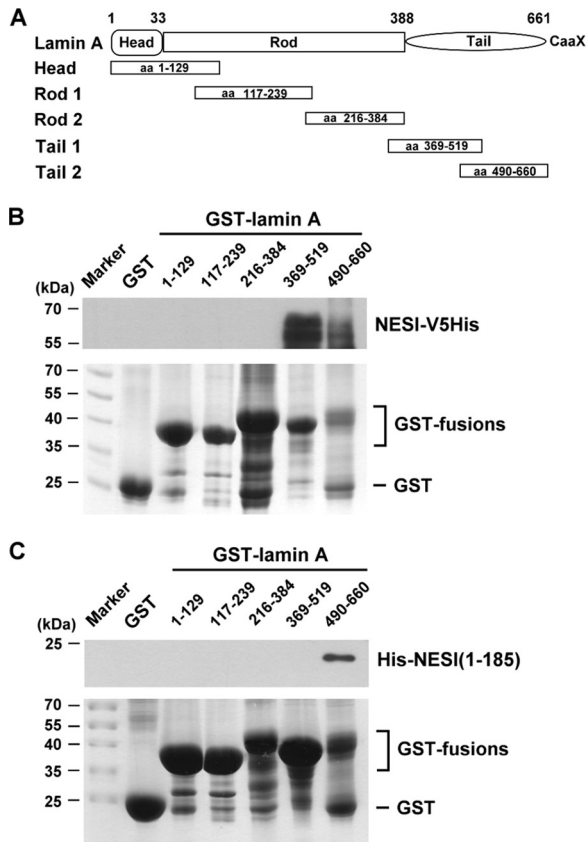 A
1 33 388 661
Lamin A Head Rod Tail CaaX
Head aa 1-129
Rod 1 aa 117-239
Rod 2 aa 216-384
Tail 1 aa 369-519
Tail 2 aa 490-660
B
GST-lamin A
Marker GST 1-129 117-239 216-384 369-519 490-660
(kDa)
70
55
NESI-V5His
70
55
40
35
25
GST-fusions
GST
C
GST-lamin A
Marker GST 1-129 117-239 216-384 369-519 490-660
(kDa)
25
His-NESI(1-185)
70
55
40
35
25
GST-fusions
GST